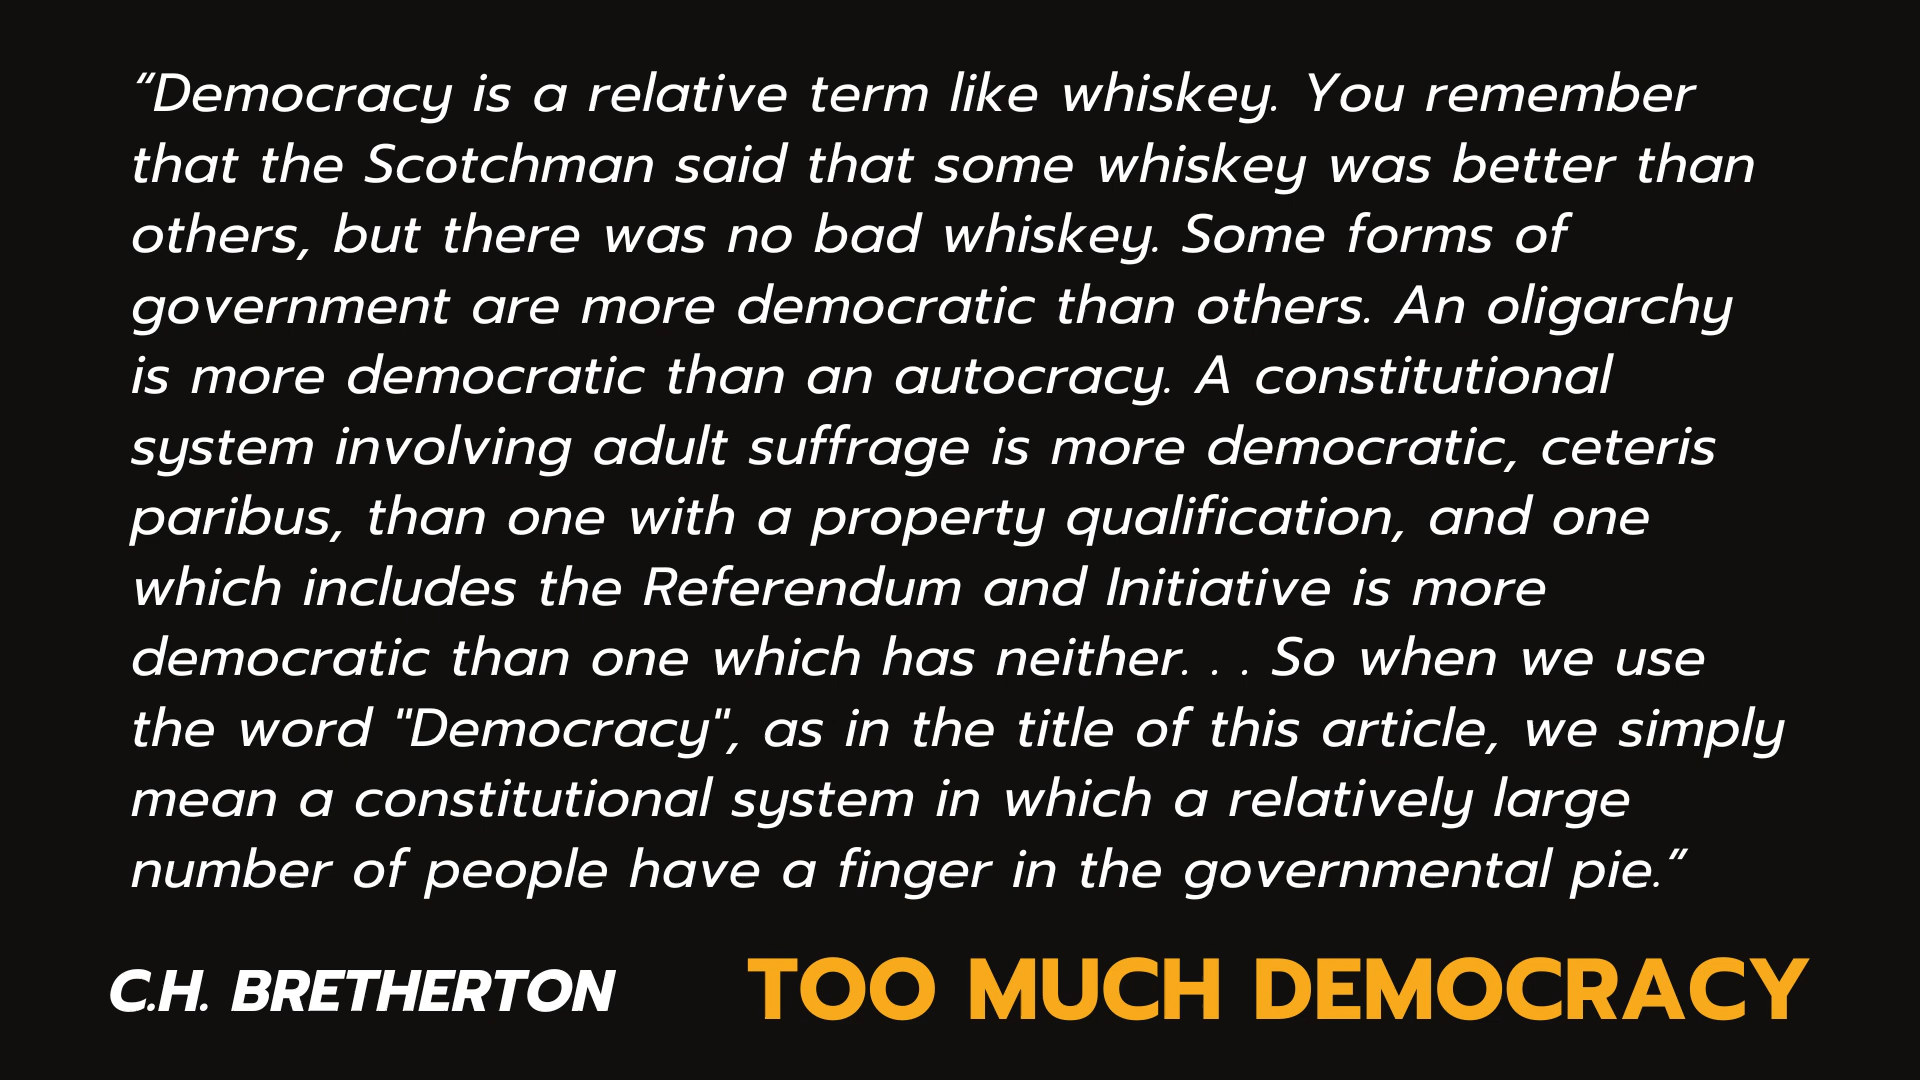 “Democracy is a relative term like whiskey. You remember
that the Scotchman said that some whiskey was better than
others, but there was no bad whiskey. Some forms of
government are more democratic than others. An oligarchy
is more democratic than an autocracy. A constitutional
system involving adult suffrage is more democratic, ceteris
paribus, than one with a property qualification, and one
which includes the Referendum and Initiative is more
democratic than one which has neither. . . So when we use
the word "Democracy", as in the title of this article, we simply
mean a constitutional system in which a relatively large
number of people have a finger in the governmental pie.”
C.H. BRETHERTON
TOO MUCH DEMOCRACY